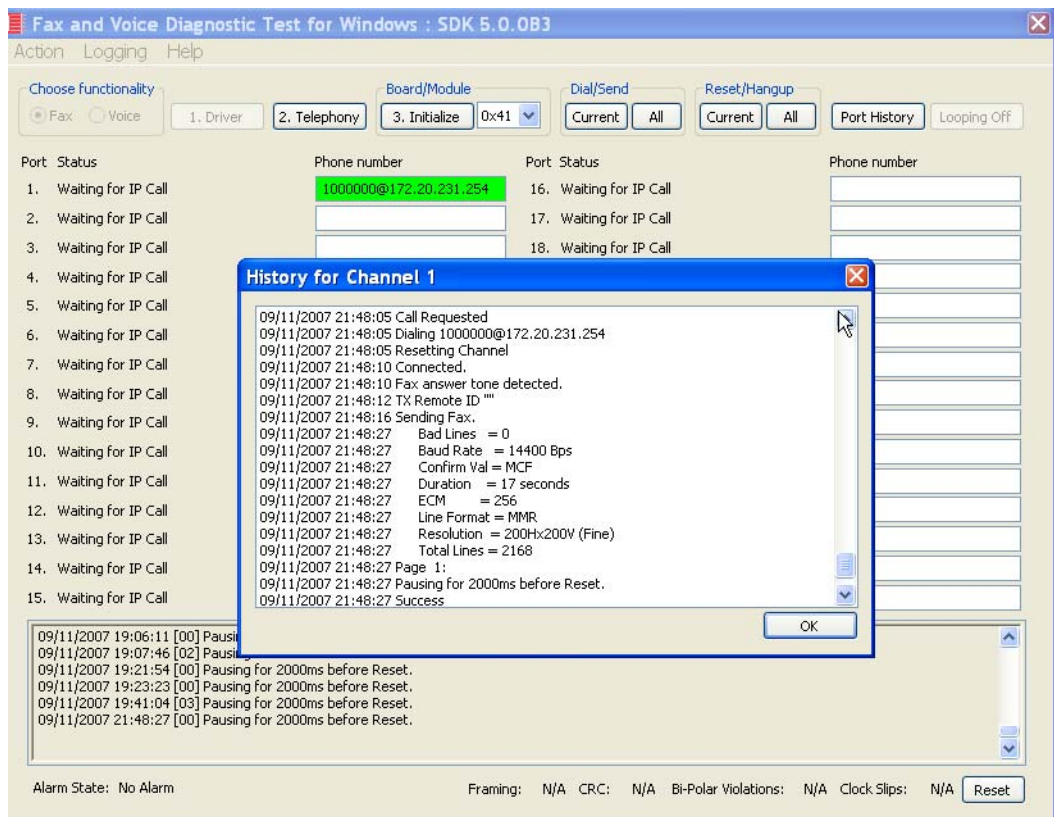 Fax and Voice Diagnostic Test for Windows : SDK 5.0.0B3
Action Logging Help
Choose functionality Board/Module Dial/Send Reset/Hangup
Fax Voice 1. Driver 2. Telephony 3. Initialize 0x41 Current All Current All Port History Looping Off
Port Status Phone number Port Status Phone number
1. Waiting for IP Call 1000000@172.20.231.254 16. Waiting for IP Call
2. Waiting for IP Call 17. Waiting for IP Call
3. Waiting for IP Call 18. Waiting for IP Call
4. Waiting for IP Call
5. Waiting for IP Call
6. Waiting for IP Call
7. Waiting for IP Call
8. Waiting for IP Call
9. Waiting for IP Call
10. Waiting for IP Call
11. Waiting for IP Call
12. Waiting for IP Call
13. Waiting for IP Call
14. Waiting for IP Call
15. Waiting for IP Call
History for Channel 1
09/11/2007 21:48:05 Call Requested
09/11/2007 21:48:05 Dialing 1000000@172.20.231.254
09/11/2007 21:48:05 Resetting Channel
09/11/2007 21:48:10 Connected.
09/11/2007 21:48:10 Fax answer tone detected.
09/11/2007 21:48:12 TX Remote ID ""
09/11/2007 21:48:16 Sending Fax.
09/11/2007 21:48:27 Bad Lines = 0
09/11/2007 21:48:27 Baud Rate = 14400 Bps
09/11/2007 21:48:27 Confirm Val = MCF
09/11/2007 21:48:27 Duration = 17 seconds
09/11/2007 21:48:27 ECM = 256
09/11/2007 21:48:27 Line Format = MMR
09/11/2007 21:48:27 Resolution = 200Hx200V (Fine)
09/11/2007 21:48:27 Total Lines = 2168
09/11/2007 21:48:27 Page 1:
09/11/2007 21:48:27 Pausing for 2000ms before Reset.
09/11/2007 21:48:27 Success
OK
09/11/2007 19:06:11 [00] Pausi
09/11/2007 19:07:46 [02] Pausi
09/11/2007 19:21:54 [00] Pausing for 2000ms before Reset.
09/11/2007 19:23:23 [00] Pausing for 2000ms before Reset.
09/11/2007 19:41:04 [03] Pausing for 2000ms before Reset.
09/11/2007 21:48:27 [00] Pausing for 2000ms before Reset.
Alarm State: No Alarm Framing: N/A CRC: N/A Bi-Polar Violations: N/A Clock Slips: N/A Reset